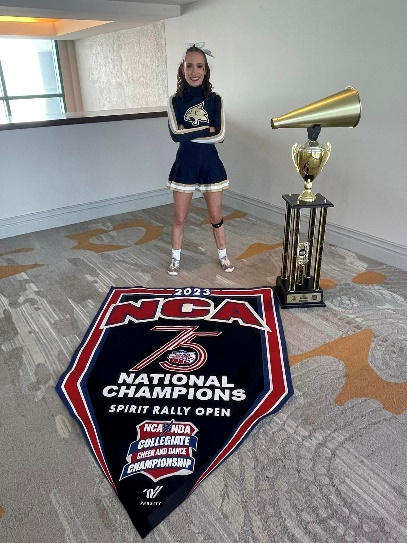 2023
NCA
75
NATIONAL
CHAMPIONS
SPIRIT RALLY OPEN
NCA NDA
COLLEGIATE
CHEER AND DANCE
CHAMPIONSHIP
VARSITY